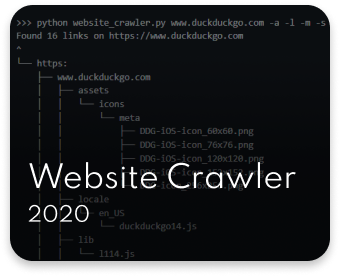 >>> python website_crawler.py www.duckduckgo.com -a -l -m -s
Found 16 links on https://www.duckduckgo.com
^
└── https:
├── www.duckduckgo.com
│ ├── assets
│ │ └── icons
│ │ └── meta
│ │ ├── DDG-iOS-icon_60x60.png
│ │ ├── DDG-iOS-icon_76x76.png
│ │ ├── DDG-iOS-icon_120x120.png
Website Crawler
2020
│ ├── locale
│ │ └── en_US
│ │ └── duckduckgo14.js
│ ├── lib
│ │ └── l114.js